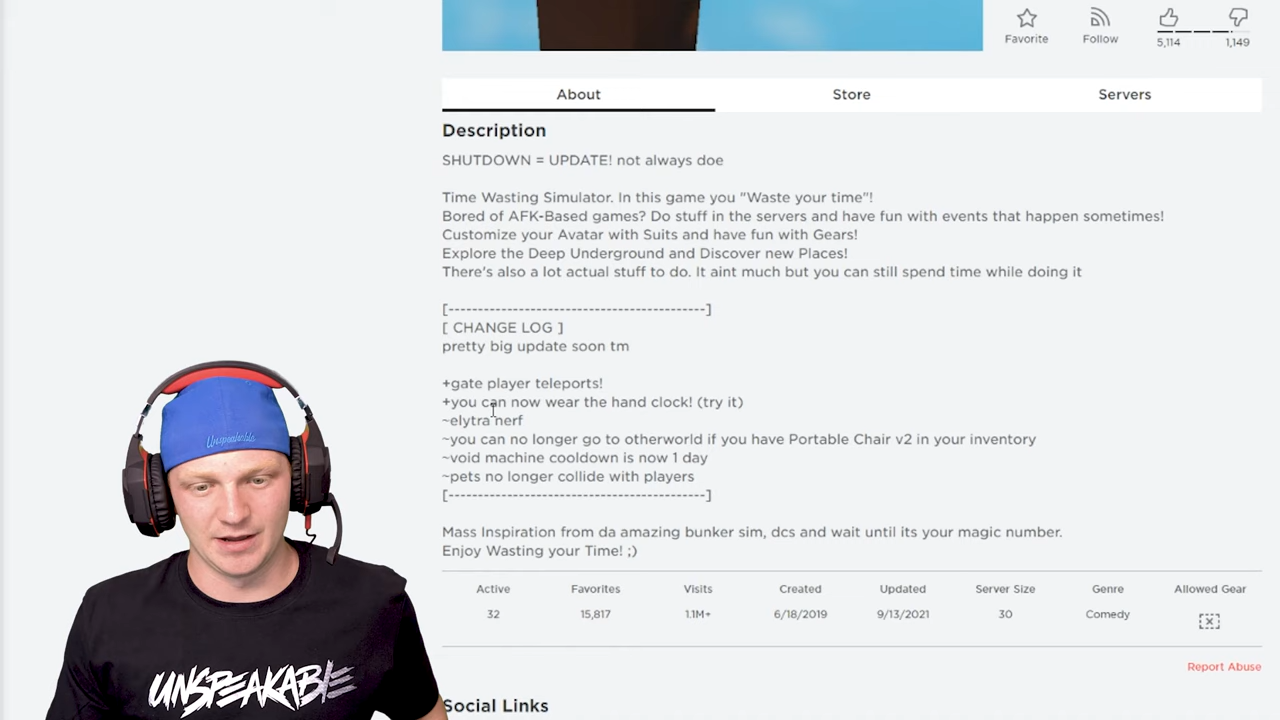 Favorite
Follow
5,114
1,149
About
Store
Servers
Description
SHUTDOWN = UPDATE! not always doe
Time Wasting Simulator. In this game you "Waste your time"!
Bored of AFK-Based games? Do stuff in the servers and have fun with events that happen sometimes!
Customize your Avatar with Suits and have fun with Gears!
Explore the Deep Underground and Discover new Places!
There's also a lot actual stuff to do. It aint much but you can still spend time while doing it
[----------------------------------------]
[ CHANGE LOG ]
pretty big update soon tm
+gate player teleports!
+you can now wear the hand clock! (try it)
~elytra nerf
~you can no longer go to otherworld if you have Portable Chair v2 in your inventory
~void machine cooldown is now 1 day
~pets no longer collide with players
[----------------------------------------]
Mass Inspiration from da amazing bunker sim, dcs and wait until its your magic number.
Enjoy Wasting your Time! ;)
Active Favorites Visits Created Updated Server Size Genre Allowed Gear
32 15,817 1.1M+ 6/18/2019 9/13/2021 30 Comedy
Report Abuse
Social Links
Unspeakable
UNSPEAKABLE